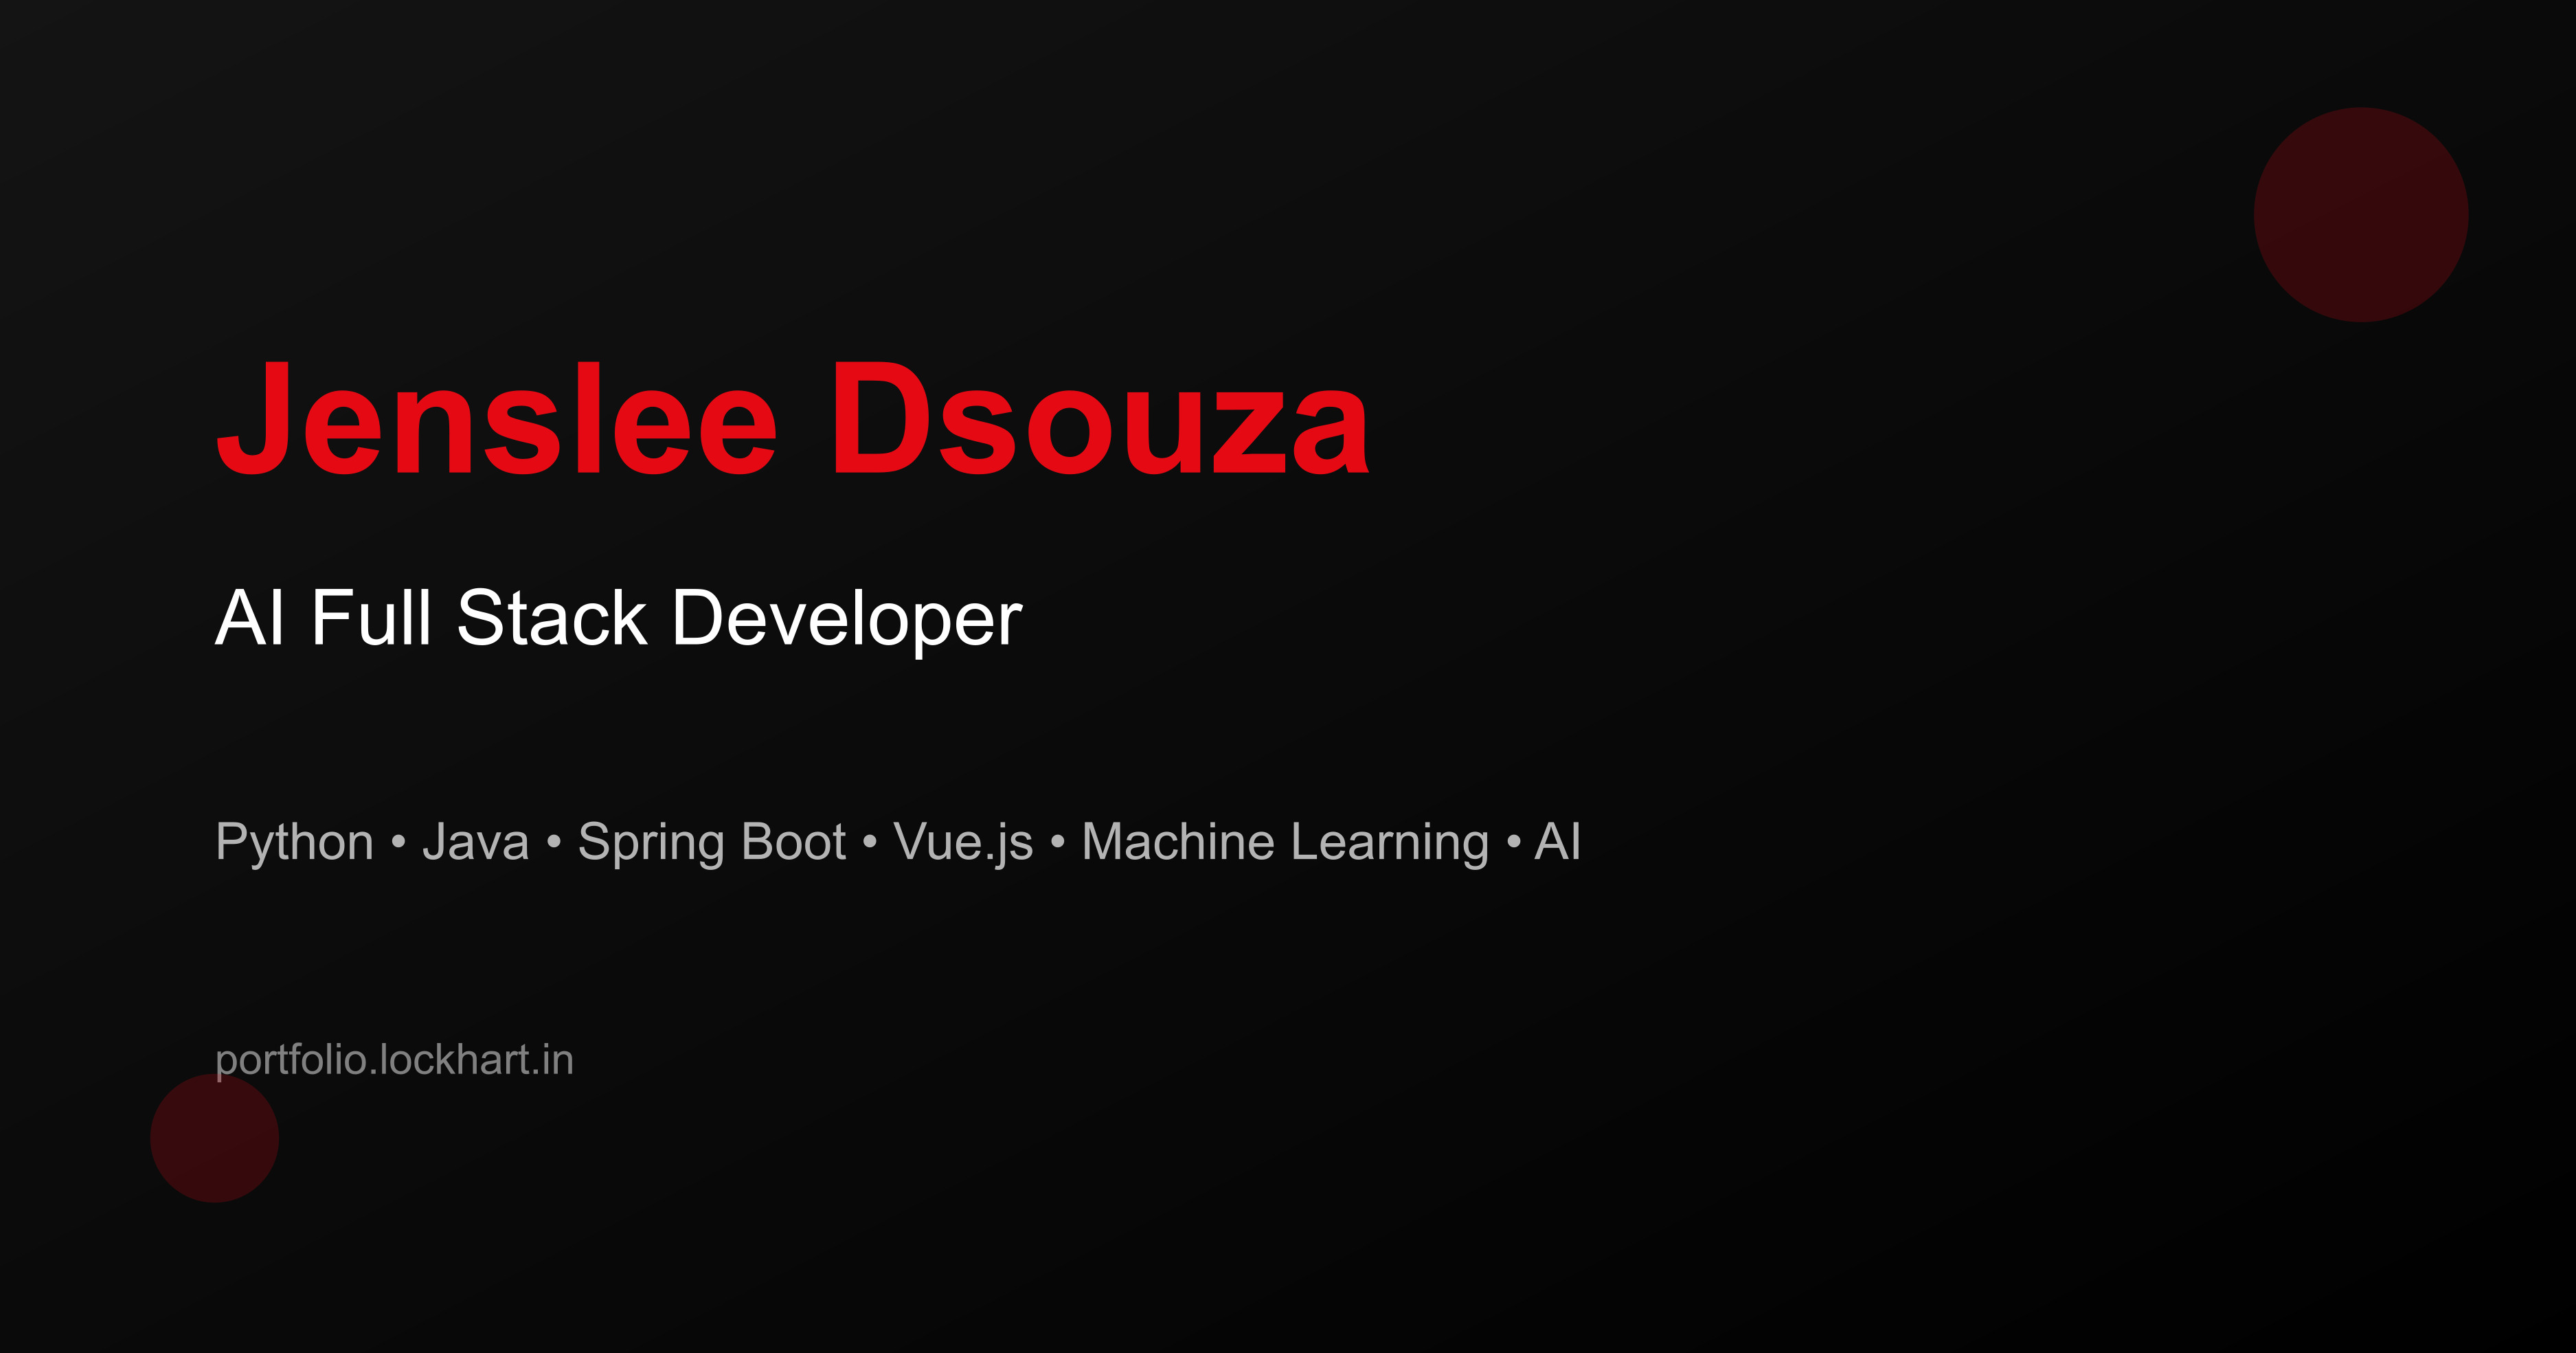 Jenslee Dsouza
AI Full Stack Developer
Python • Java • Spring Boot • Vue.js • Machine Learning • AI
portfolio.lockhart.in